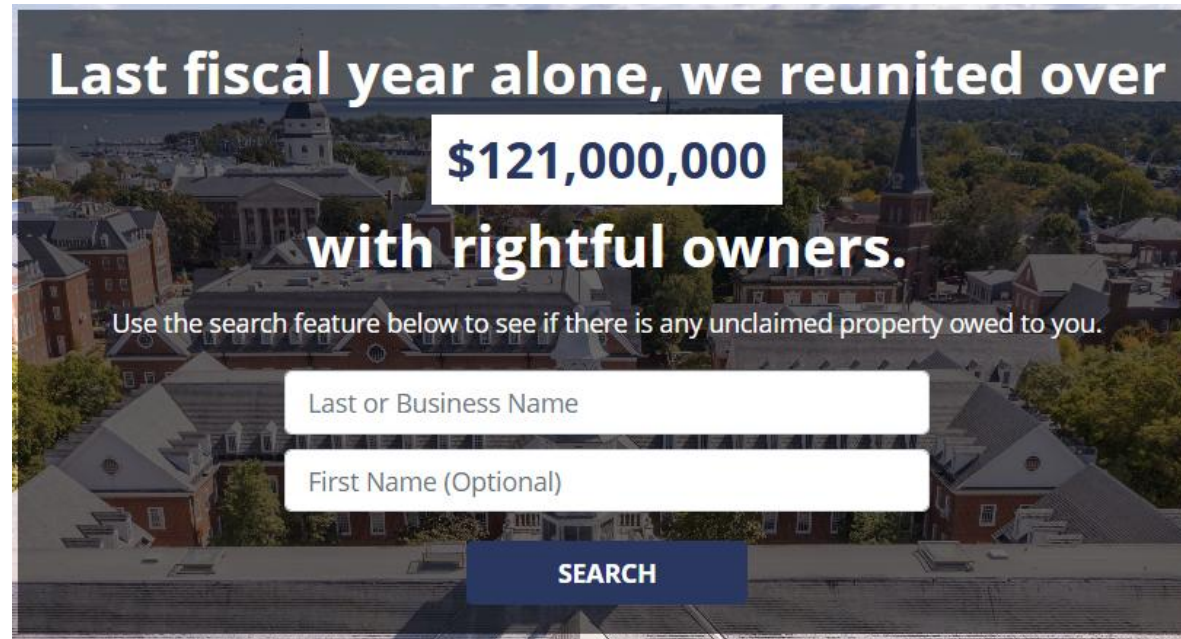 Last fiscal year alone, we reunited over
$121,000,000
with rightful owners.
Use the search feature below to see if there is any unclaimed property owed to you.
Last or Business Name
First Name (Optional)
SEARCH